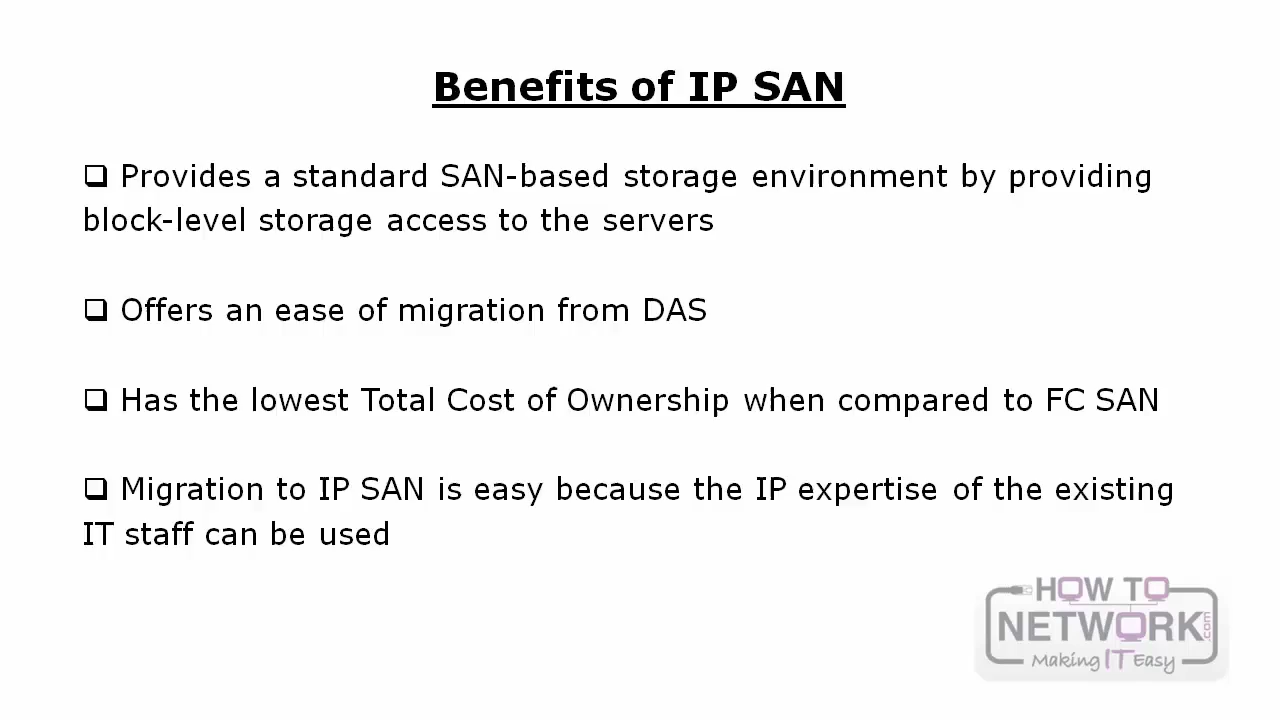 Benefits of IP SAN
❑ Provides a standard SAN-based storage environment by providing
block-level storage access to the servers
❑ Offers an ease of migration from DAS
❑ Has the lowest Total Cost of Ownership when compared to FC SAN
❑ Migration to IP SAN is easy because the IP expertise of the existing
IT staff can be used
HOW TO
NETWORK.com
Making IT Easy